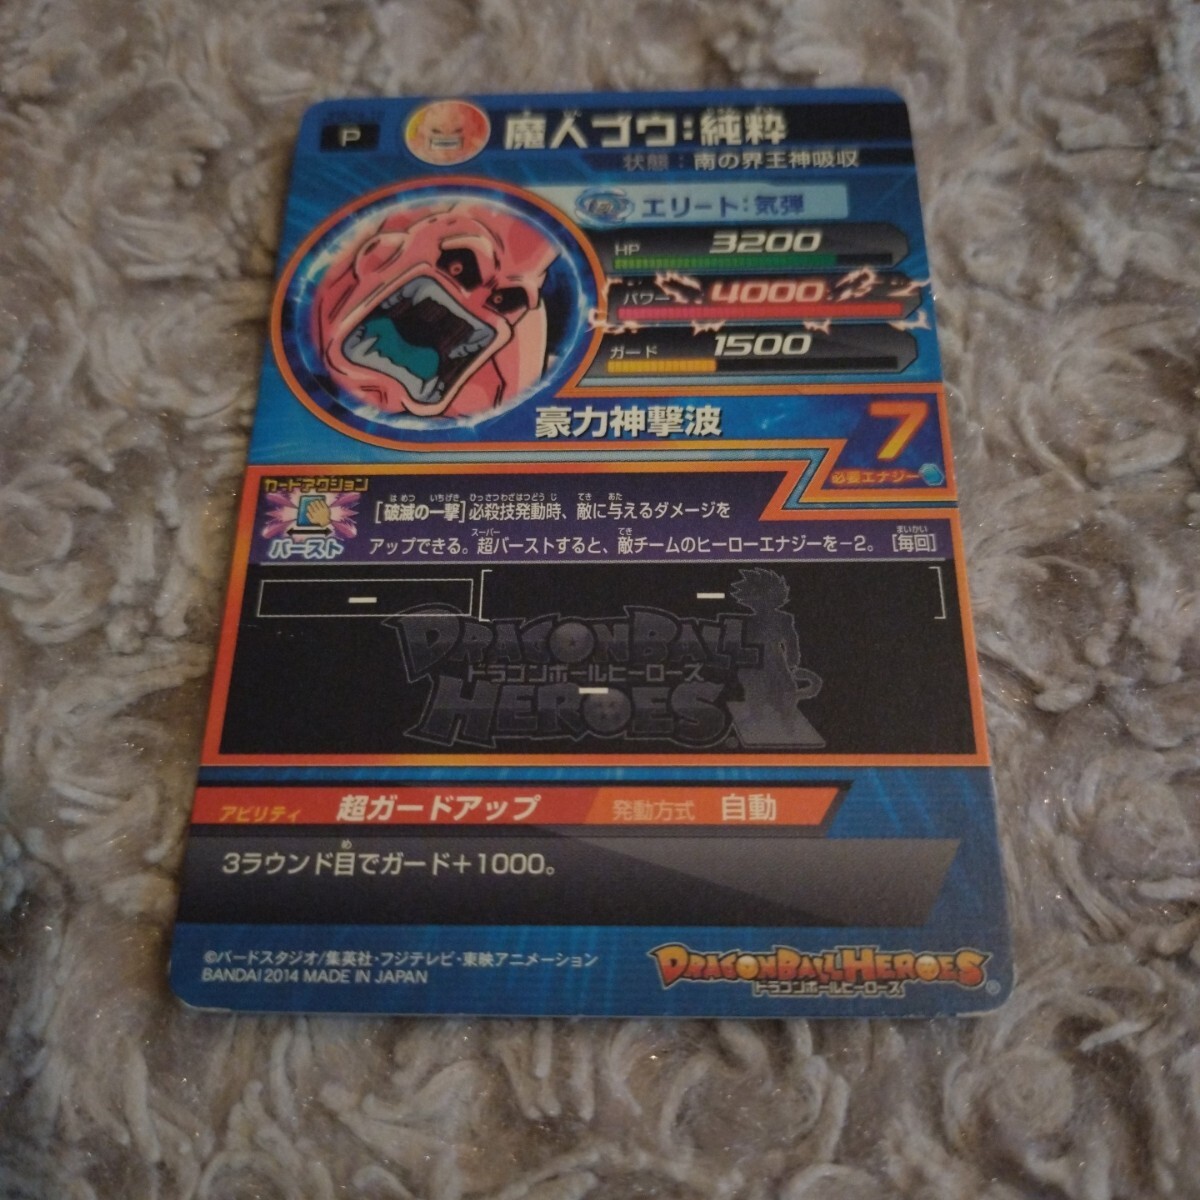 P
魔人ブウ:純粋
状態:南の界王神吸収
エリート:気弾
HP 3200
パワー 4000
ガード 1500
豪力神撃波
7
必要エナジー
カードアクション
バースト
[破滅の一撃]必殺技発動時、敵に与えるダメージを
アップできる。超バーストすると、敵チームのヒーローエナジーを-2。[毎回]
DRAGONBALL
ドラゴンボールヒーローズ
HEROES
アビリティ 超ガードアップ 発動方式 自動
3ラウンド目でガード+1000。
©バードスタジオ/集英社・フジテレビ・東映アニメーション
BANDAI 2014 MADE IN JAPAN
DRAGONBALL HEROES
ドラゴンボールヒーローズ